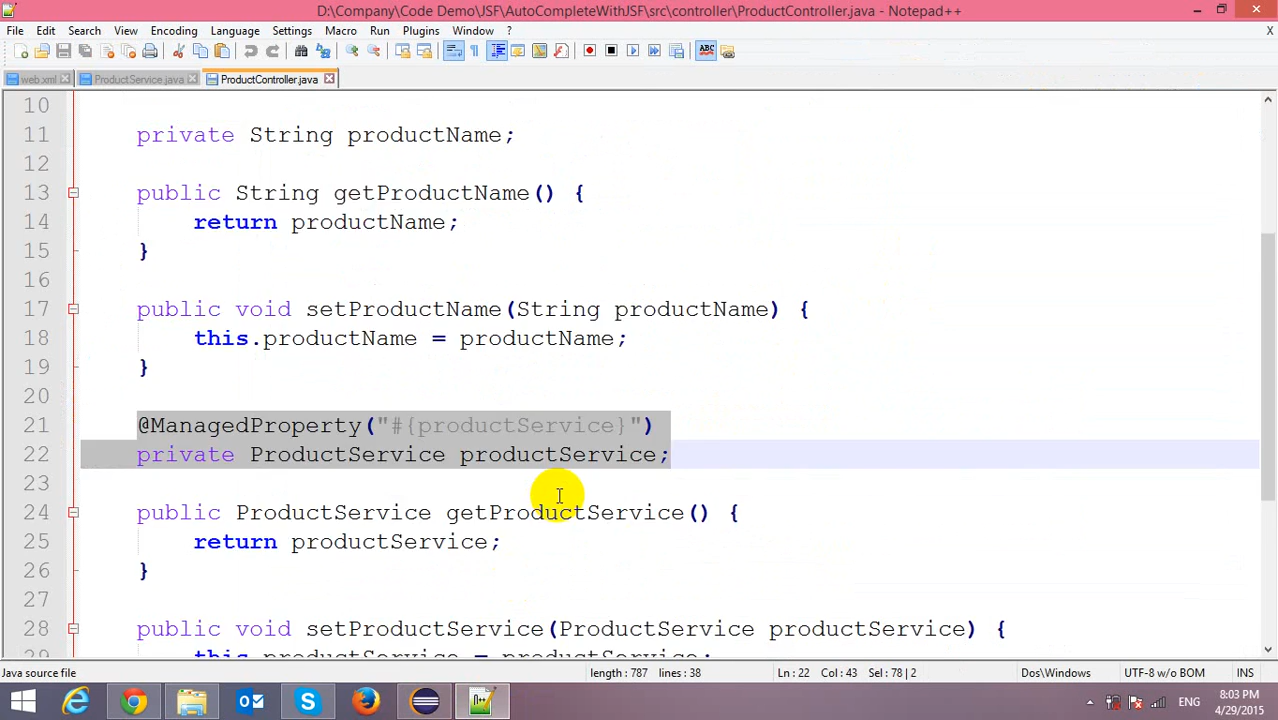 D:\Company\Code Demo\JSF\AutoCompleteWithJSF\src\controller\ProductController.java - Notepad++
File Edit Search View Encoding Language Settings Macro Run Plugins Window ? X
web.xml ProductService.java ProductController.java
10
11 private String productName;
12
13 public String getProductName() {
14 return productName;
15 }
16
17 public void setProductName(String productName) {
18 this.productName = productName;
19 }
20
21 @ManagedProperty("#{productService}")
22 private ProductService productService;
23
24 public ProductService getProductService() {
25 return productService;
26 }
27
28 public void setProductService(ProductService productService) {
29 this.productService = productService;
Java source file length : 787 lines : 38 Ln : 22 Col : 43 Sel : 78 | 2 Dos\Windows UTF-8 w/o BOM INS
ENG 8:03 PM
4/29/2015